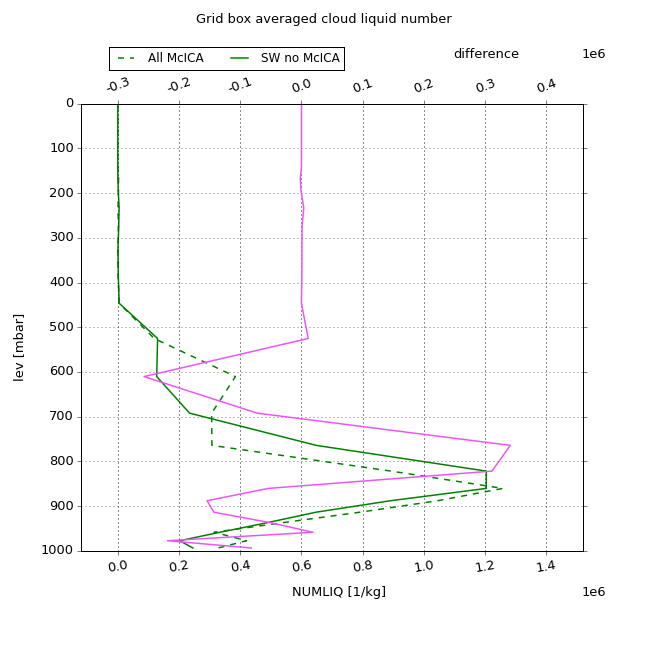 Grid box averaged cloud liquid number
All McICA SW no McICA
difference 1e6
-0.3 -0.2 -0.1 0.0 0.1 0.2 0.3 0.4
0
100
200
300
400
500
600
700
800
900
1000
lev [mbar]
0.0 0.2 0.4 0.6 0.8 1.0 1.2 1.4
NUMLIQ [1/kg] 1e6